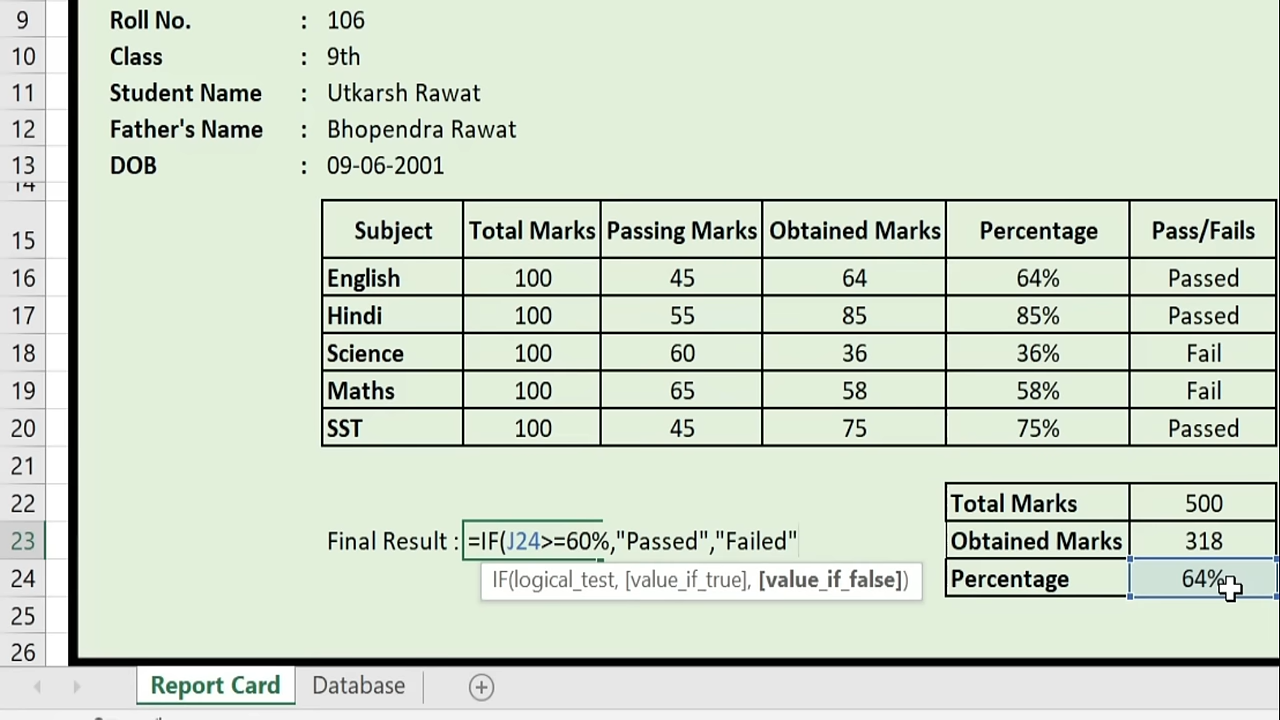 9 Roll No. : 106
10 Class : 9th
11 Student Name : Utkarsh Rawat
12 Father's Name : Bhopendra Rawat
13 DOB : 09-06-2001
14
15 Subject Total Marks Passing Marks Obtained Marks Percentage Pass/Fails
16 English 100 45 64 64% Passed
17 Hindi 100 55 85 85% Passed
18 Science 100 60 36 36% Fail
19 Maths 100 65 58 58% Fail
20 SST 100 45 75 75% Passed
21
22 Total Marks 500
23 Final Result : =IF(J24>=60%,"Passed","Failed" Obtained Marks 318
24 IF(logical_test, [value_if_true], [value_if_false]) Percentage 64%
25
26
Report Card Database